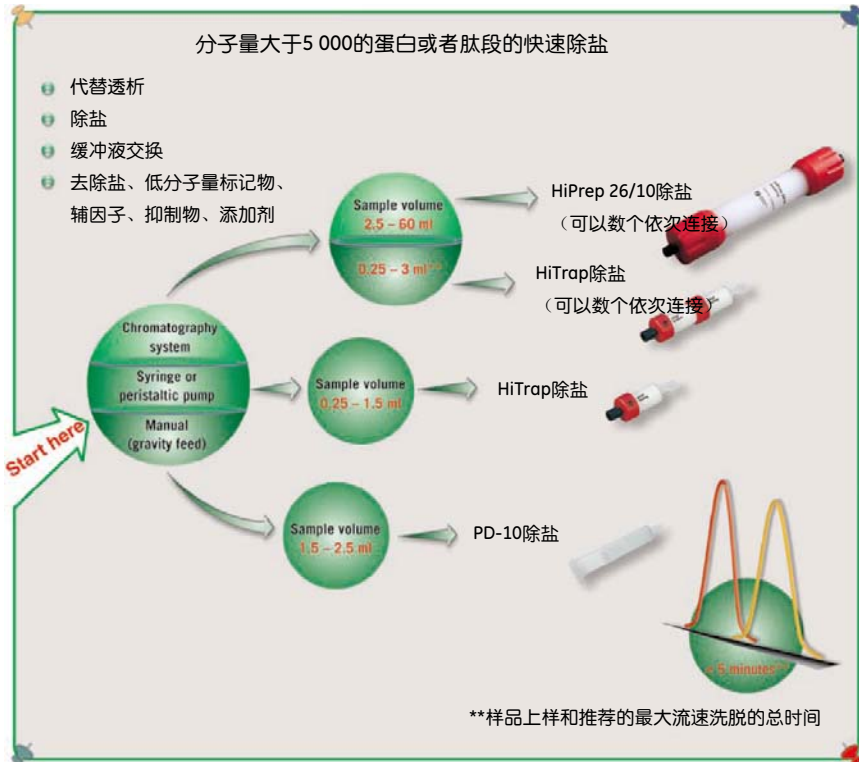 分子量大于5 000的蛋白或者肽段的快速除盐
代替透析
除盐
缓冲液交换
去除盐、低分子量标记物、
辅因子、抑制物、添加剂
Sample volume
2.5 – 60 ml
0.25 – 3 ml**
HiPrep 26/10除盐
（可以数个依次连接）
HiTrap除盐
（可以数个依次连接）
Chromatography
system
Syringe or
peristaltic pump
Manual
(gravity feed)
Start here
Sample volume
0.25 – 1.5 ml
HiTrap除盐
Sample volume
1.5 – 2.5 ml
PD-10除盐
< 5 minutes**
**样品上样和推荐的最大流速洗脱的总时间